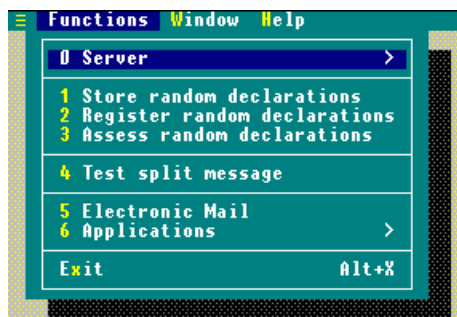 ≡ Functions Window Help
0 Server >
1 Store random declarations
2 Register random declarations
3 Assess random declarations
4 Test split message
5 Electronic Mail
6 Applications >
Exit Alt+X